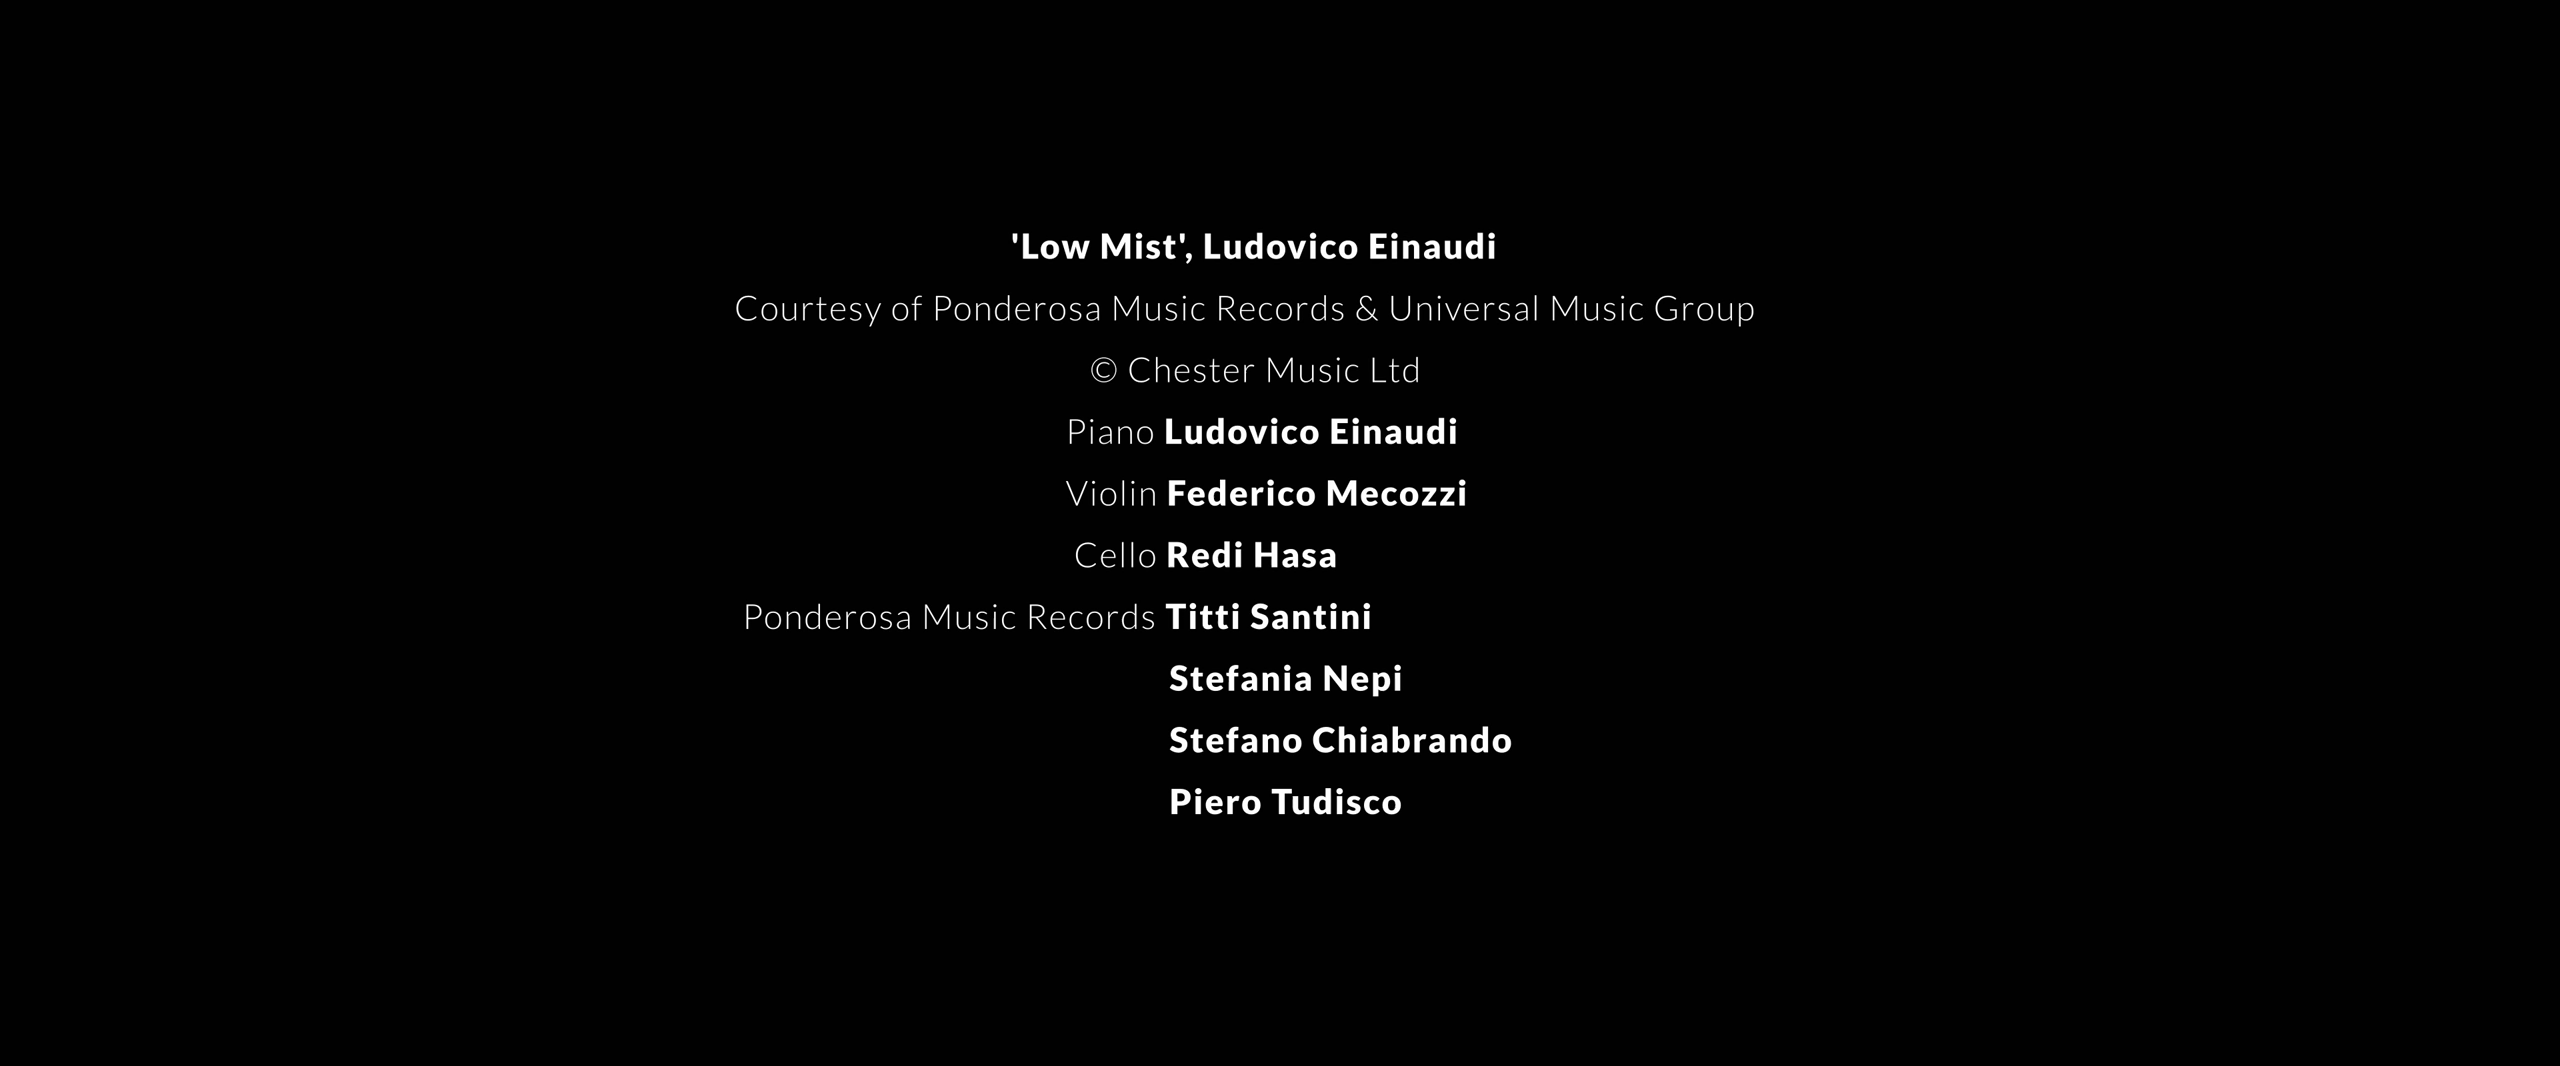 'Low Mist', Ludovico Einaudi
Courtesy of Ponderosa Music Records & Universal Music Group
© Chester Music Ltd
Piano Ludovico Einaudi
Violin Federico Mecozzi
Cello Redi Hasa
Ponderosa Music Records Titti Santini
Stefania Nepi
Stefano Chiabrando
Piero Tudisco